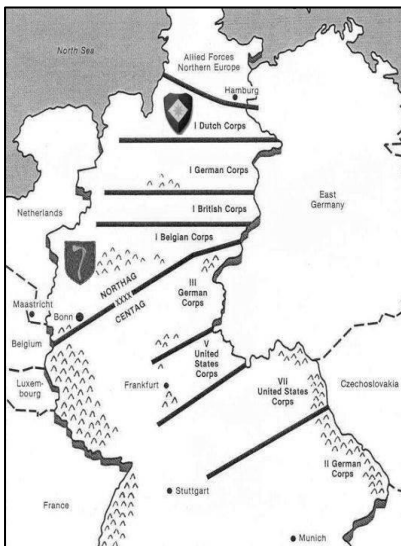 North Sea
Allied Forces
Northern Europe
Hamburg
I Dutch Corps
I German Corps
I British Corps
Netherlands
East
Germany
I Belgian Corps
NORTHAG
XXXX
CENTAG
III
German
Corps
Maastricht
Bonn
Belgium
V
United States
Corps
Luxem-
bourg
Frankfurt
VII
United States
Corps
Czechoslovakia
II German
Corps
France
Stuttgart
Munich